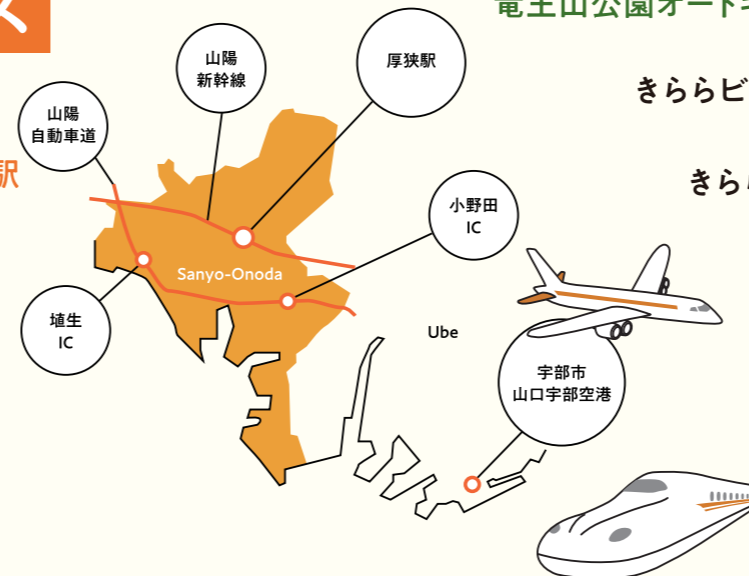 ス
竜王山公園オートキ
山陽
新幹線
厚狭駅
きららビ
山陽
自動車道
駅
きら
小野田
IC
Sanyo-Onoda
埴生
IC
Ube
宇部市
山口宇部空港